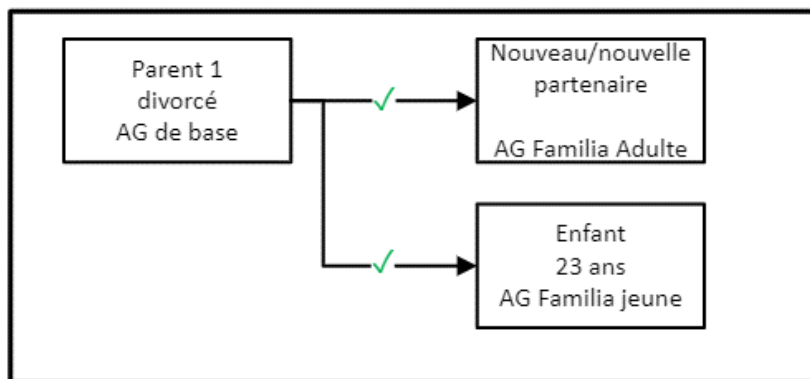 Parent 1
divorcé
AG de base
Nouveau/nouvelle
partenaire
AG Familia Adulte
Enfant
23 ans
AG Familia jeune